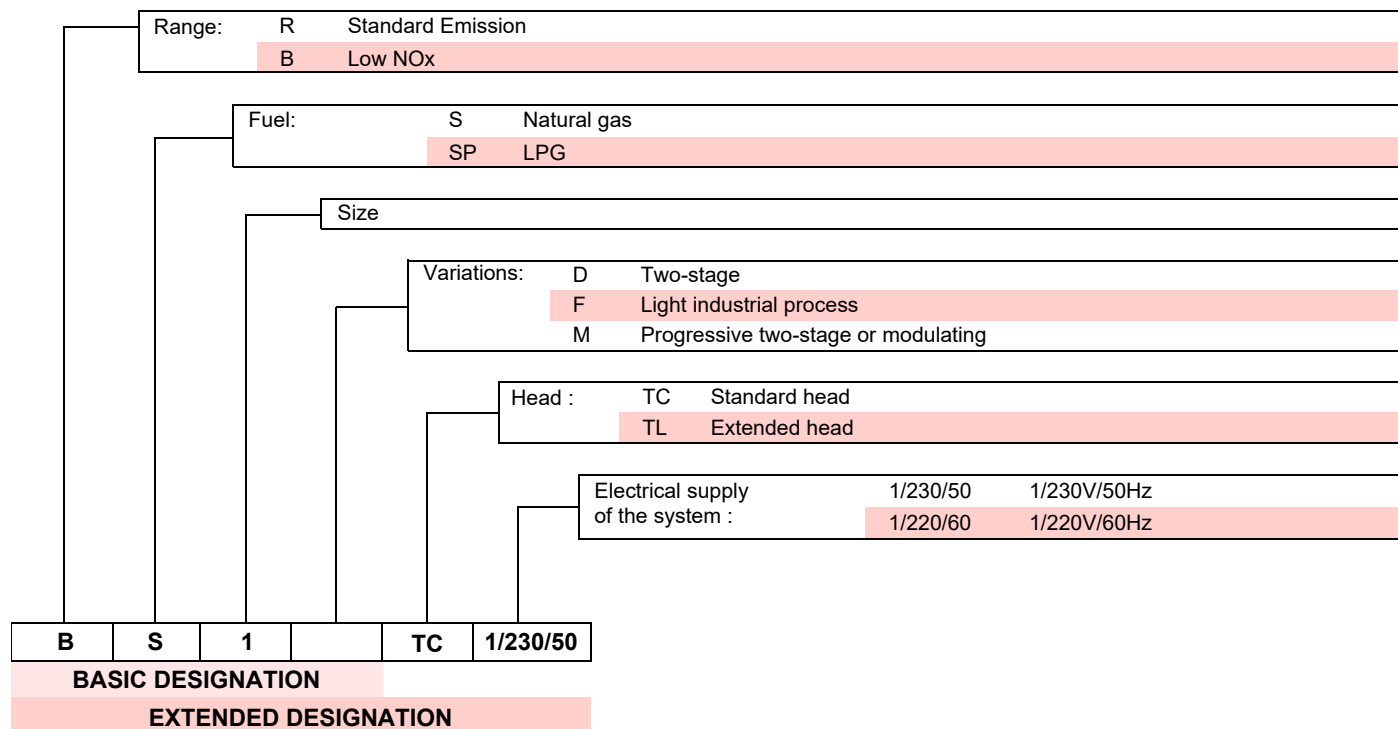 Range: R Standard Emission
B Low NOx
Fuel: S Natural gas
SP LPG
Size
Variations: D Two-stage
F Light industrial process
M Progressive two-stage or modulating
Head : TC Standard head
TL Extended head
Electrical supply 1/230/50 1/230V/50Hz
of the system : 1/220/60 1/220V/60Hz
B S 1 TC 1/230/50
BASIC DESIGNATION
EXTENDED DESIGNATION